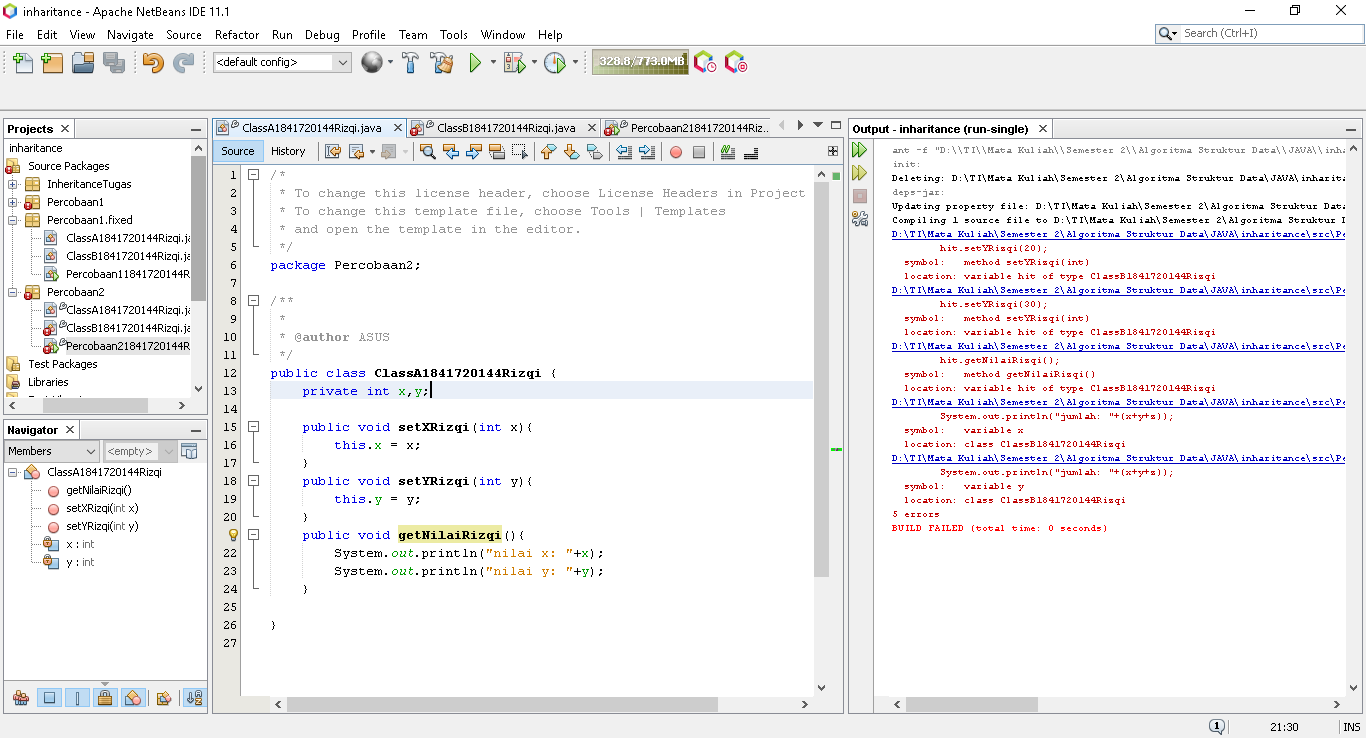 inharitance - Apache NetBeans IDE 11.1
File Edit View Navigate Source Refactor Run Debug Profile Team Tools Window Help
Search (Ctrl+I)
<default config>
328.8/773.0MB
Projects
inharitance
Source Packages
InheritanceTugas
Percobaan1
Percobaan1.fixed
ClassA1841720144Rizqi.ja
ClassB1841720144Rizqi.ja
Percobaan11841720144R
Percobaan2
ClassA1841720144Rizqi.ja
ClassB1841720144Rizqi.ja
Percobaan21841720144R
Test Packages
Libraries
Navigator
Members
<empty>
ClassA1841720144Rizqi
getNilaiRizqi()
setXRizqi(int x)
setYRizqi(int y)
x : int
y : int
ClassA1841720144Rizqi.java
ClassB1841720144Rizqi.java
Percobaan21841720144Riz...
Source History
1 /*
2 * To change this license header, choose License Headers in Project
3 * To change this template file, choose Tools | Templates
4 * and open the template in the editor.
5 */
6 package Percobaan2;
7
8 /**
9 *
10 * @author ASUS
11 */
12 public class ClassA1841720144Rizqi {
13 private int x,y;
14
15 public void setXRizqi(int x){
16 this.x = x;
17 }
18 public void setYRizqi(int y){
19 this.y = y;
20 }
public void getNilaiRizqi(){
22 System.out.println("nilai x: "+x);
23 System.out.println("nilai y: "+y);
24 }
25
26 }
27
Output - inharitance (run-single)
ant -f "D:\\TI\\Mata Kuliah\\Semester 2\\Algoritma Struktur Data\\JAVA\\inha
init:
Deleting: D:\TI\Mata Kuliah\Semester 2\Algoritma Struktur Data\JAVA\inharita
deps-jar:
Updating property file: D:\TI\Mata Kuliah\Semester 2\Algoritma Struktur Data
Compiling 1 source file to D:\TI\Mata Kuliah\Semester 2\Algoritma Struktur D
D:\TI\Mata Kuliah\Semester 2\Algoritma Struktur Data\JAVA\inharitance\src\Pe
hit.setYRizqi(20);
symbol: method setYRizqi(int)
location: variable hit of type ClassB1841720144Rizqi
D:\TI\Mata Kuliah\Semester 2\Algoritma Struktur Data\JAVA\inharitance\src\Pe
hit.setYRizqi(30);
symbol: method setYRizqi(int)
location: variable hit of type ClassB1841720144Rizqi
D:\TI\Mata Kuliah\Semester 2\Algoritma Struktur Data\JAVA\inharitance\src\Pe
hit.getNilaiRizqi();
symbol: method getNilaiRizqi()
location: variable hit of type ClassB1841720144Rizqi
D:\TI\Mata Kuliah\Semester 2\Algoritma Struktur Data\JAVA\inharitance\src\Pe
System.out.println("jumlah: "+(x+y+z));
symbol: variable x
location: class ClassB1841720144Rizqi
D:\TI\Mata Kuliah\Semester 2\Algoritma Struktur Data\JAVA\inharitance\src\Pe
System.out.println("jumlah: "+(x+y+z));
symbol: variable y
location: class ClassB1841720144Rizqi
5 errors
BUILD FAILED (total time: 0 seconds)
1
21:30
INS